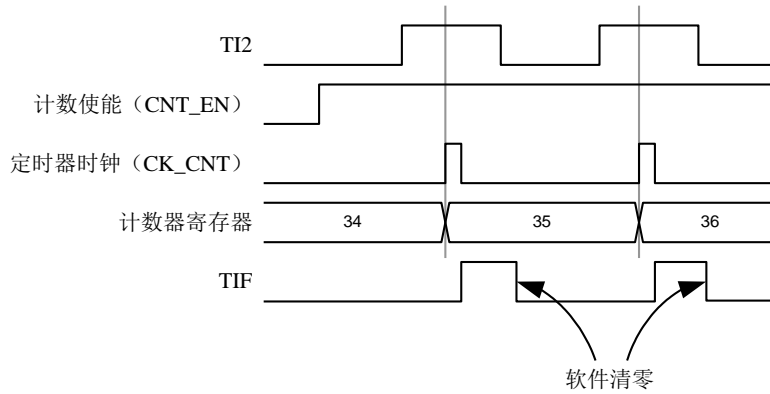 TI2
计数使能（CNT_EN）
定时器时钟（CK_CNT）
计数器寄存器 34 35 36
TIF
软件清零